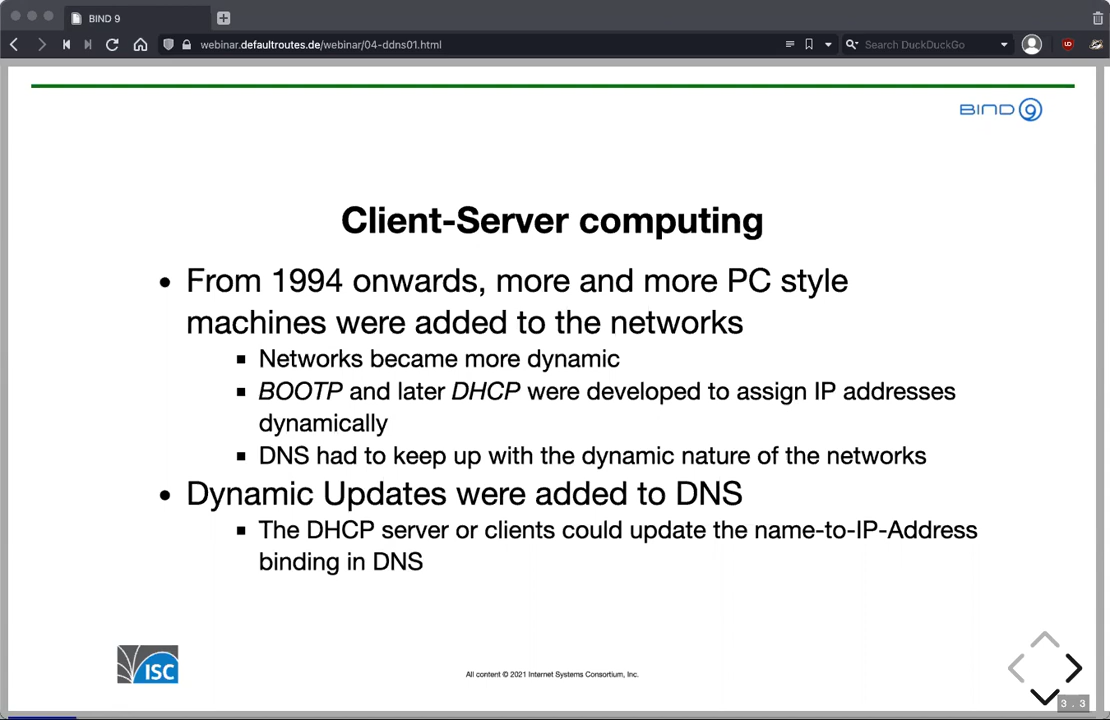 BIND 9
webinar.defaultroutes.de/webinar/04-ddns01.html
Search DuckDuckGo
BIND 9
Client-Server computing
• From 1994 onwards, more and more PC style
machines were added to the networks
▪ Networks became more dynamic
▪ BOOTP and later DHCP were developed to assign IP addresses
dynamically
▪ DNS had to keep up with the dynamic nature of the networks
• Dynamic Updates were added to DNS
▪ The DHCP server or clients could update the name-to-IP-Address
binding in DNS
ISC
All content © 2021 Internet Systems Consortium, Inc.
3 . 3